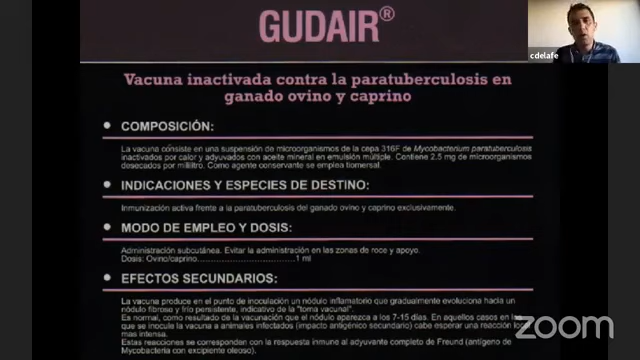 GUDAIR®
cdelafe
Vacuna inactivada contra la paratuberculosis en
ganado ovino y caprino
• COMPOSICIÓN:
La vacuna consiste en una suspensión de microorganismos de la cepa 316F de Mycobacterium paratuberculosis
inactivados por calor y adyuvados con aceite mineral en emulsión múltiple. Contiene 2,5 mg de microorganismos
desecados por mililitro. Como agente conservante se emplea tiomersal.
• INDICACIONES Y ESPECIES DE DESTINO:
Inmunización activa frente a la paratuberculosis del ganado ovino y caprino exclusivamente.
• MODO DE EMPLEO Y DOSIS:
Administración subcutánea. Evitar la administración en las zonas de roce y apoyo.
Dosis: Ovino/caprino.................................1 ml
• EFECTOS SECUNDARIOS:
La vacuna produce en el punto de inoculación un nódulo inflamatorio que gradualmente evoluciona hacia un
nódulo fibroso y frío persistente, indicativo de la "toma vacunal".
Es normal, como resultado de la vacunación que el nódulo aparezca a los 7-15 días. En aquellos casos en
que se inocula la vacuna a animales infectados (impacto antigénico secundario) cabe esperar una reacción
mas intensa.
Estas reacciones se corresponden con la respuesta inmune al adyuvante completo de Freund (antígeno de
Mycobacteria con excipiente oleoso).
zoom